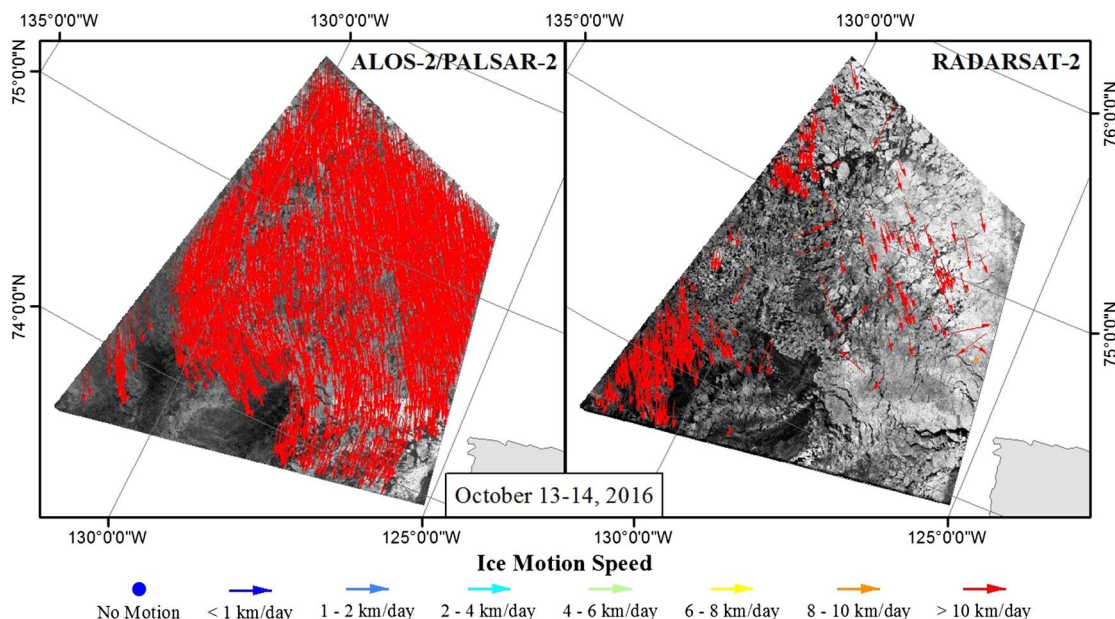 135°0'0"W
130°0'0"W
135°0'0"W
130°0'0"W
ALOS-2/PALSAR-2
RADARSAT-2
75°0'0"N
74°0'0"N
76°0'0"N
75°0'0"N
October 13-14, 2016
130°0'0"W
125°0'0"W
130°0'0"W
125°0'0"W
Ice Motion Speed
No Motion
< 1 km/day
1 - 2 km/day
2 - 4 km/day
4 - 6 km/day
6 - 8 km/day
8 - 10 km/day
> 10 km/day